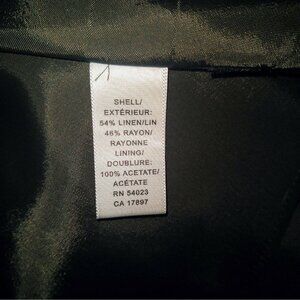 SHELL/
EXTÉRIEUR:
54% LINEN/LIN
46% RAYON/
RAYONNE
LINING/
DOUBLURE:
100% ACETATE/
ACÉTATE
RN 54023
CA 17897